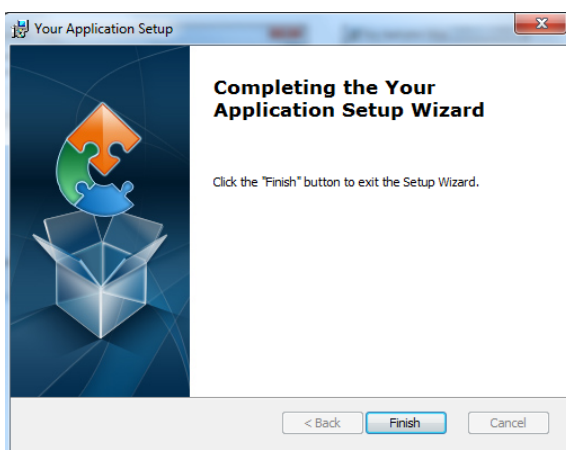 Your Application Setup
Completing the Your
Application Setup Wizard
Click the "Finish" button to exit the Setup Wizard.
< Back
Finish
Cancel